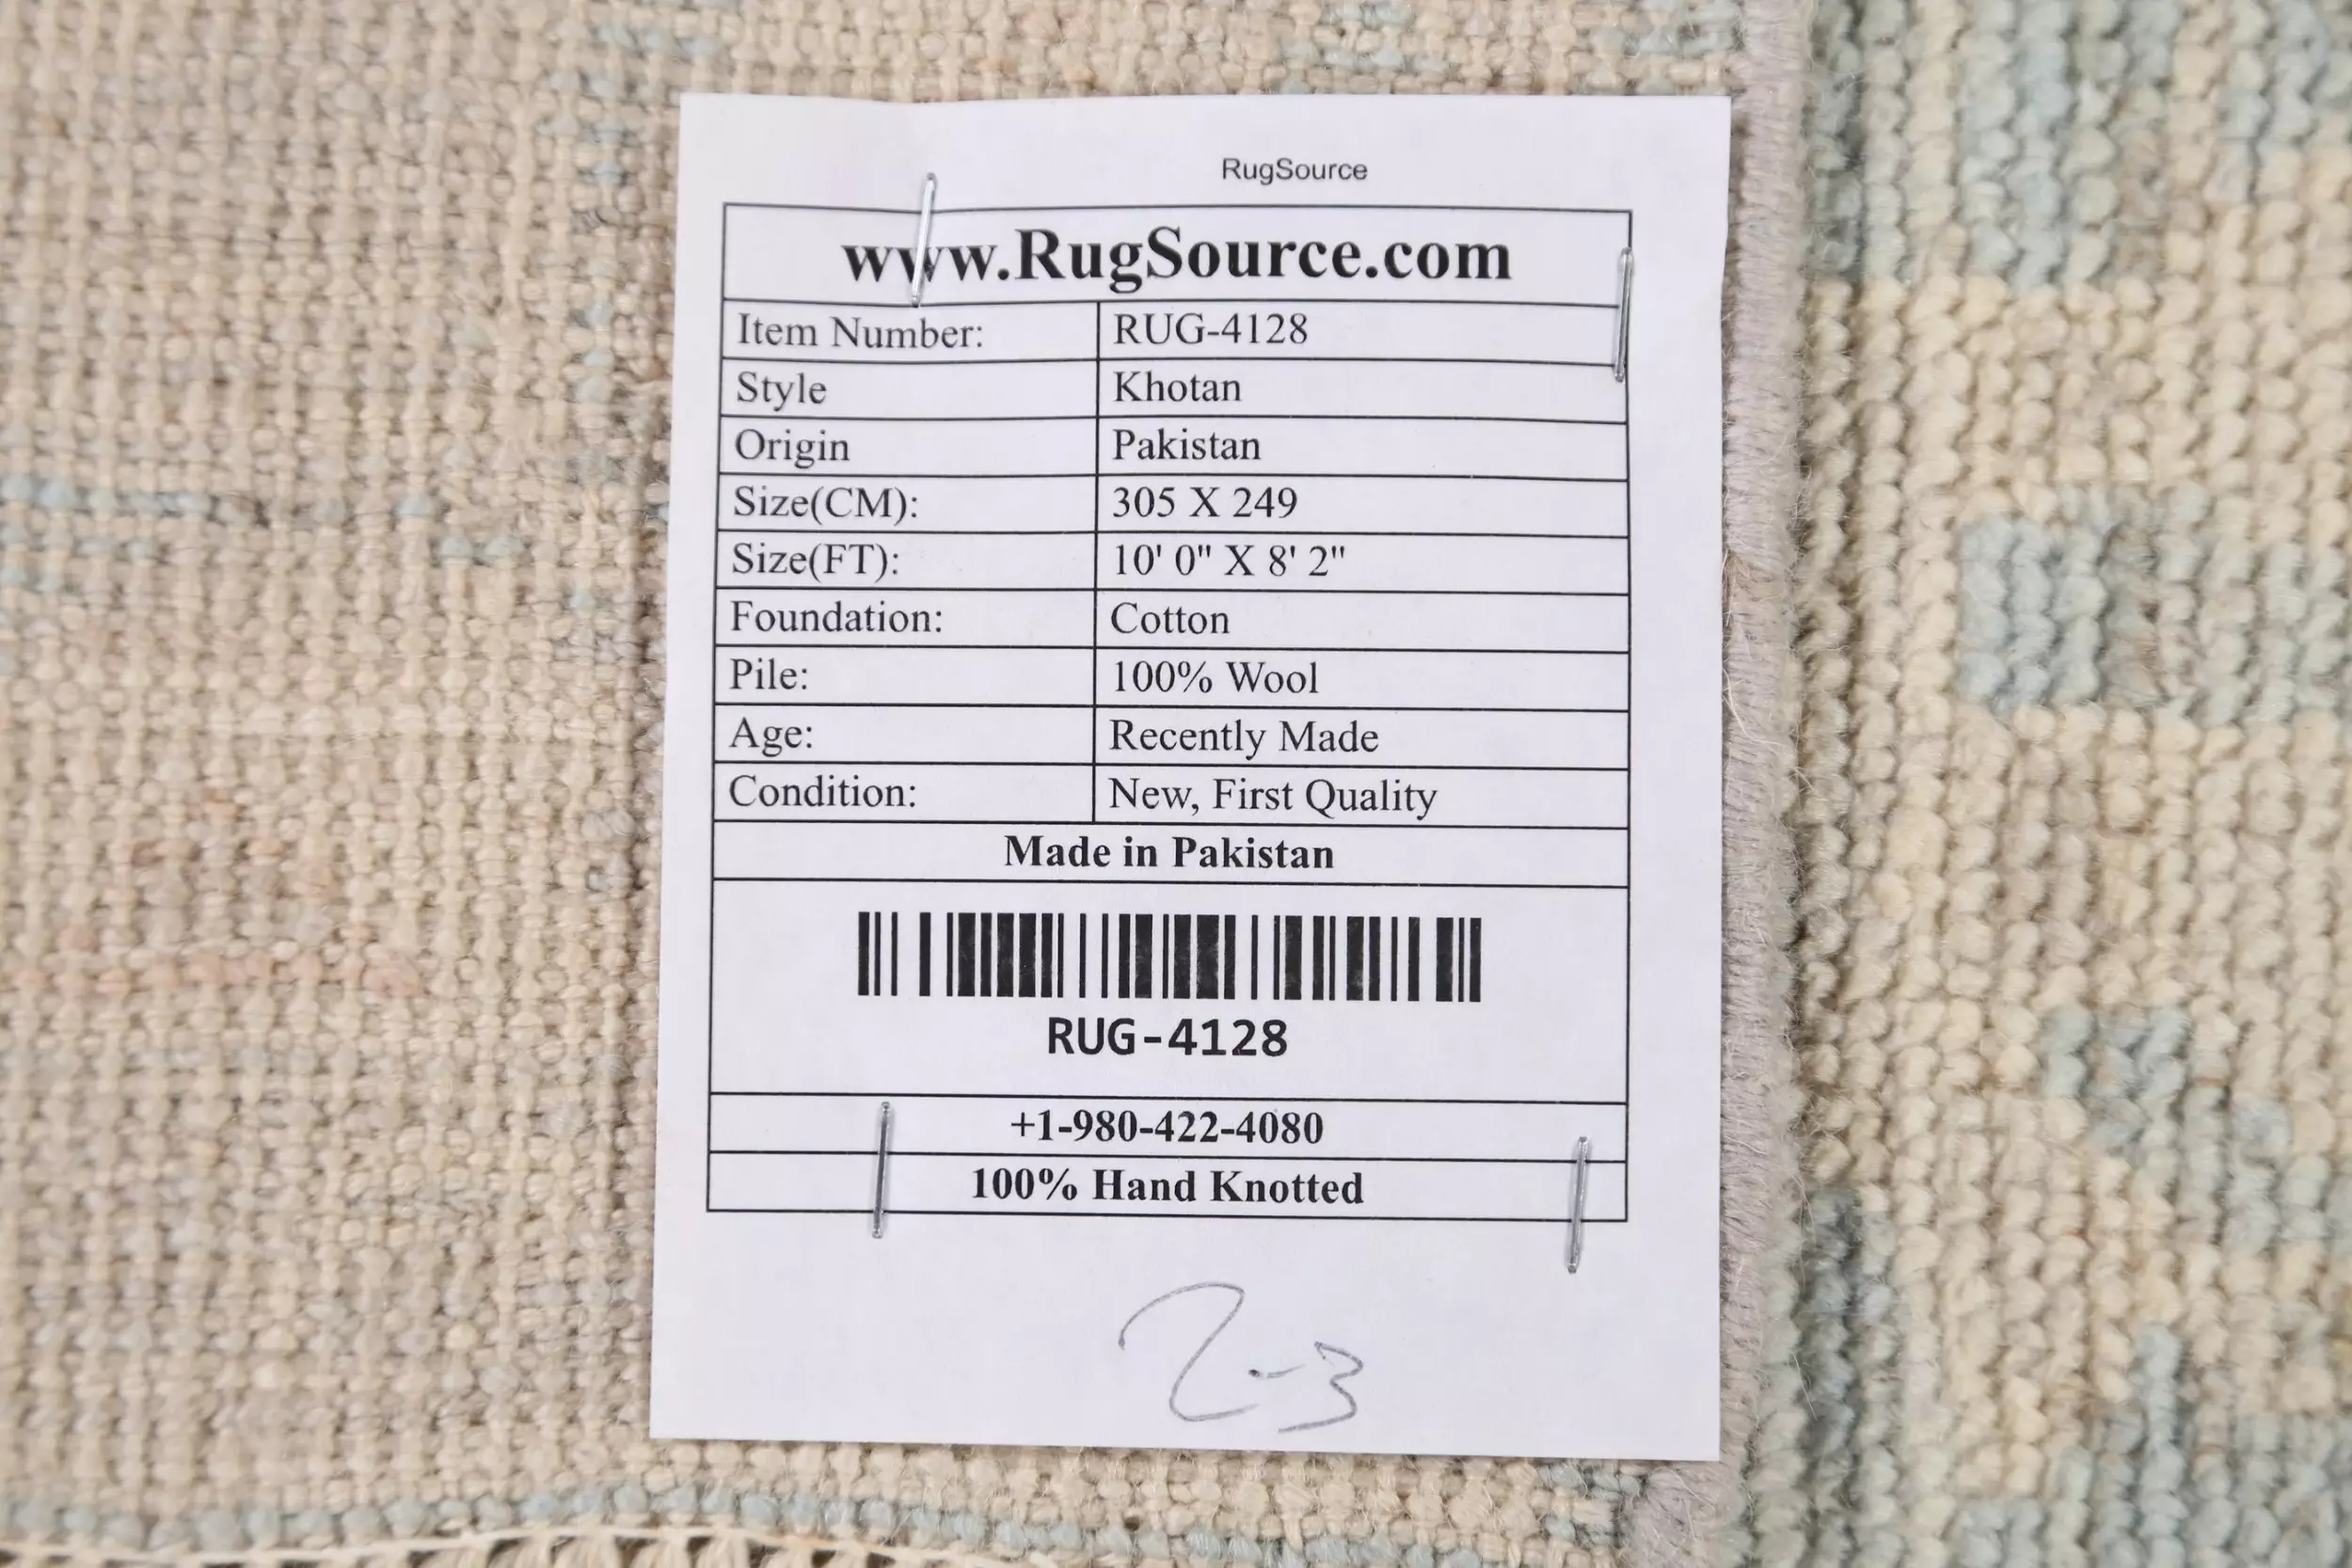 RugSource
www.RugSource.com
Item Number: RUG-4128
Style Khotan
Origin Pakistan
Size(CM): 305 X 249
Size(FT): 10' 0" X 8' 2"
Foundation: Cotton
Pile: 100% Wool
Age: Recently Made
Condition: New, First Quality
Made in Pakistan
RUG-4128
+1-980-422-4080
100% Hand Knotted
2-3